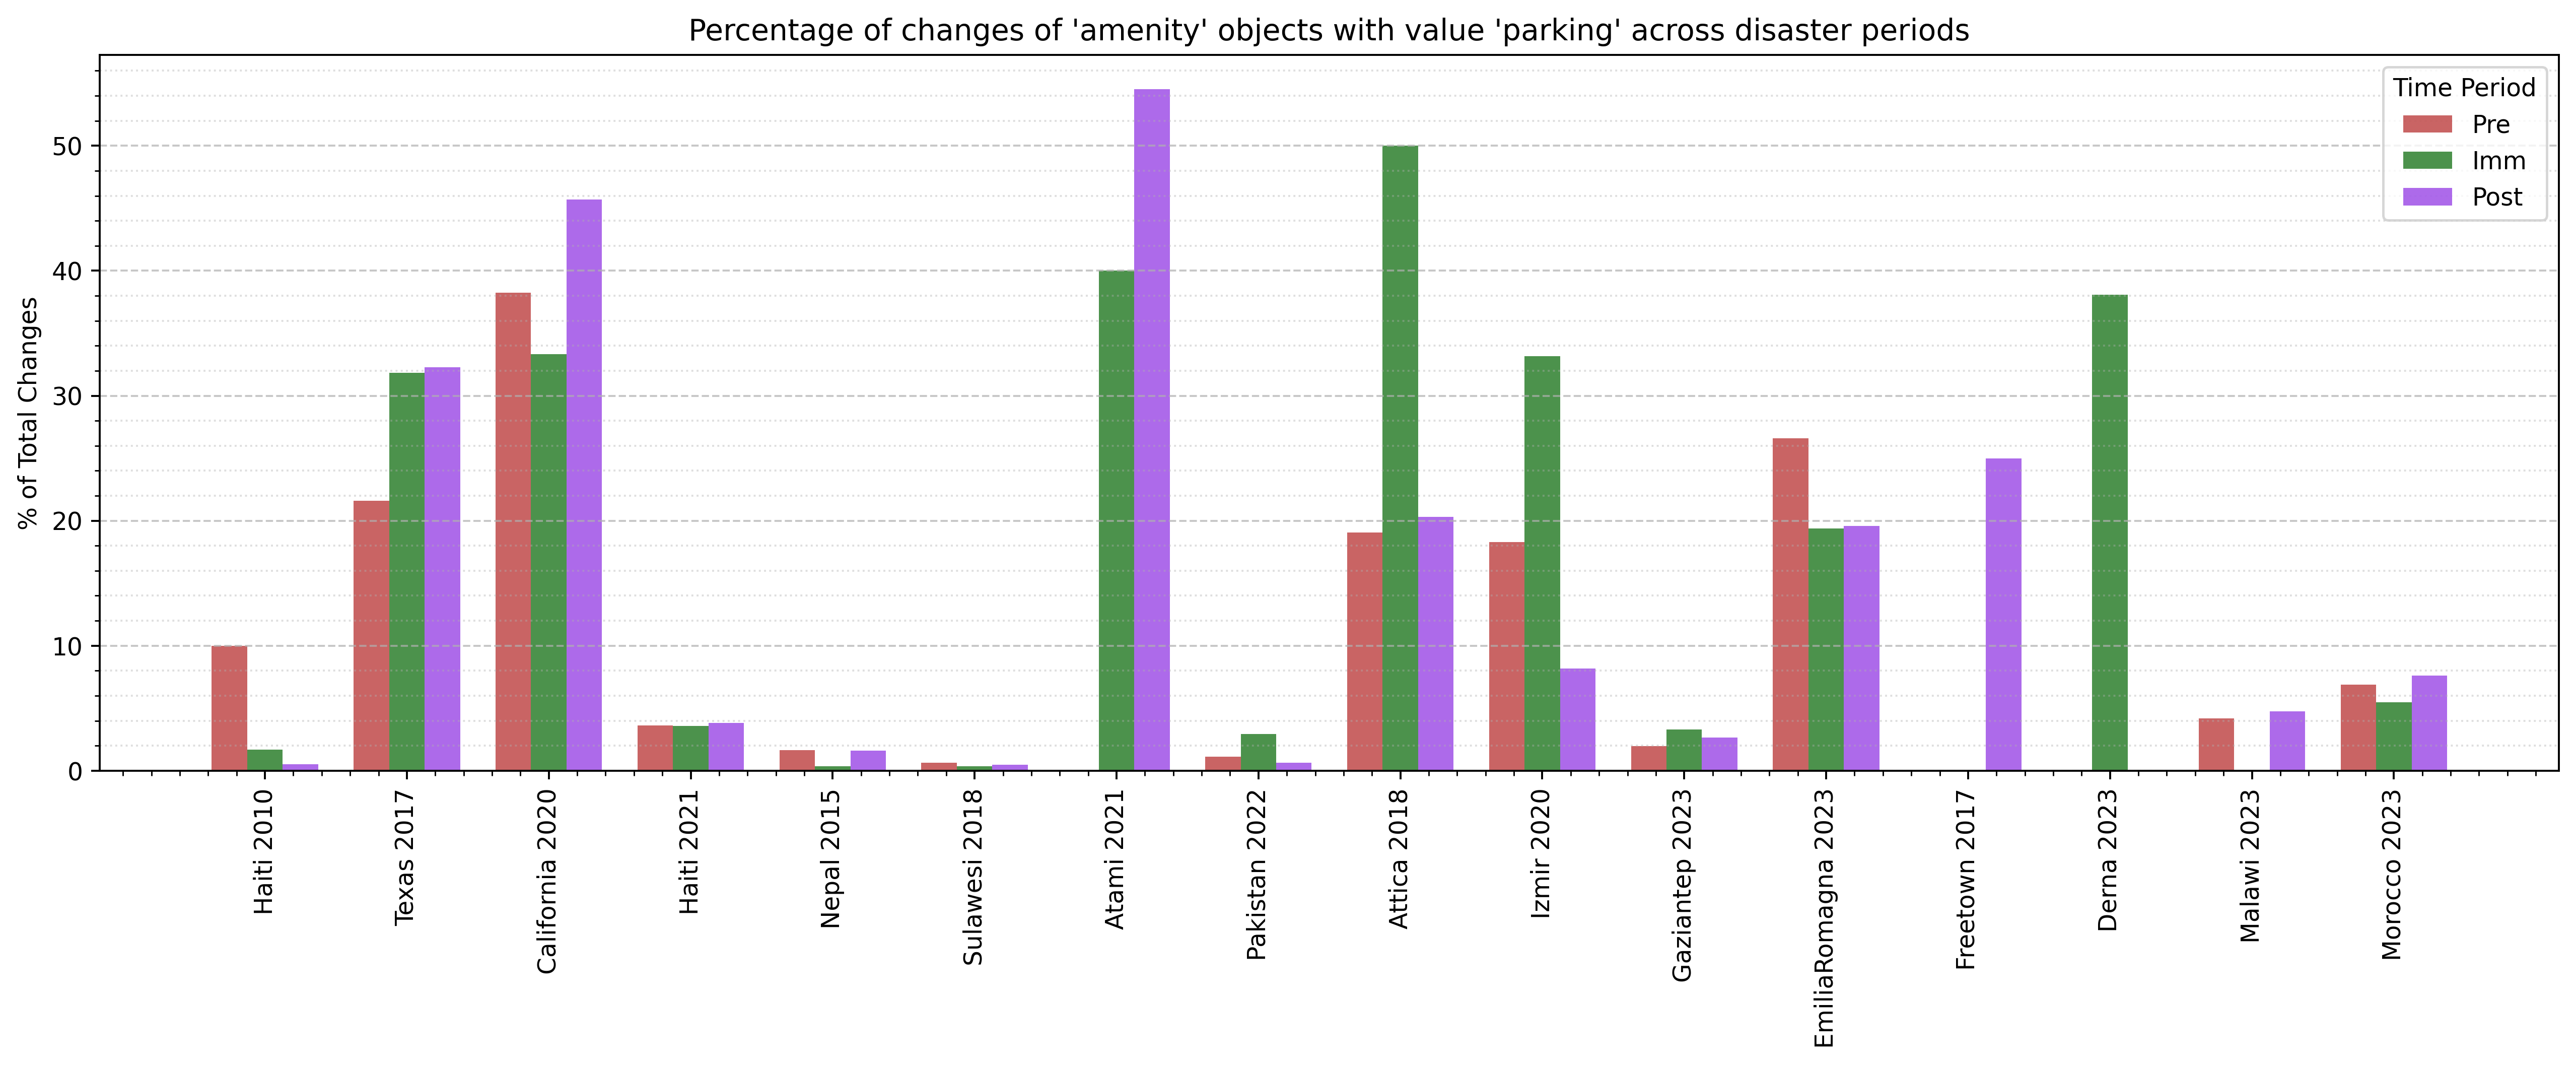 Percentage of changes of 'amenity' objects with value 'parking' across disaster periods
Time Period
Pre
Imm
Post
% of Total Changes
50
40
30
20
10
0
Haiti 2010
Texas 2017
California 2020
Haiti 2021
Nepal 2015
Sulawesi 2018
Atami 2021
Pakistan 2022
Attica 2018
Izmir 2020
Gaziantep 2023
EmiliaRomagna 2023
Freetown 2017
Derna 2023
Malawi 2023
Morocco 2023